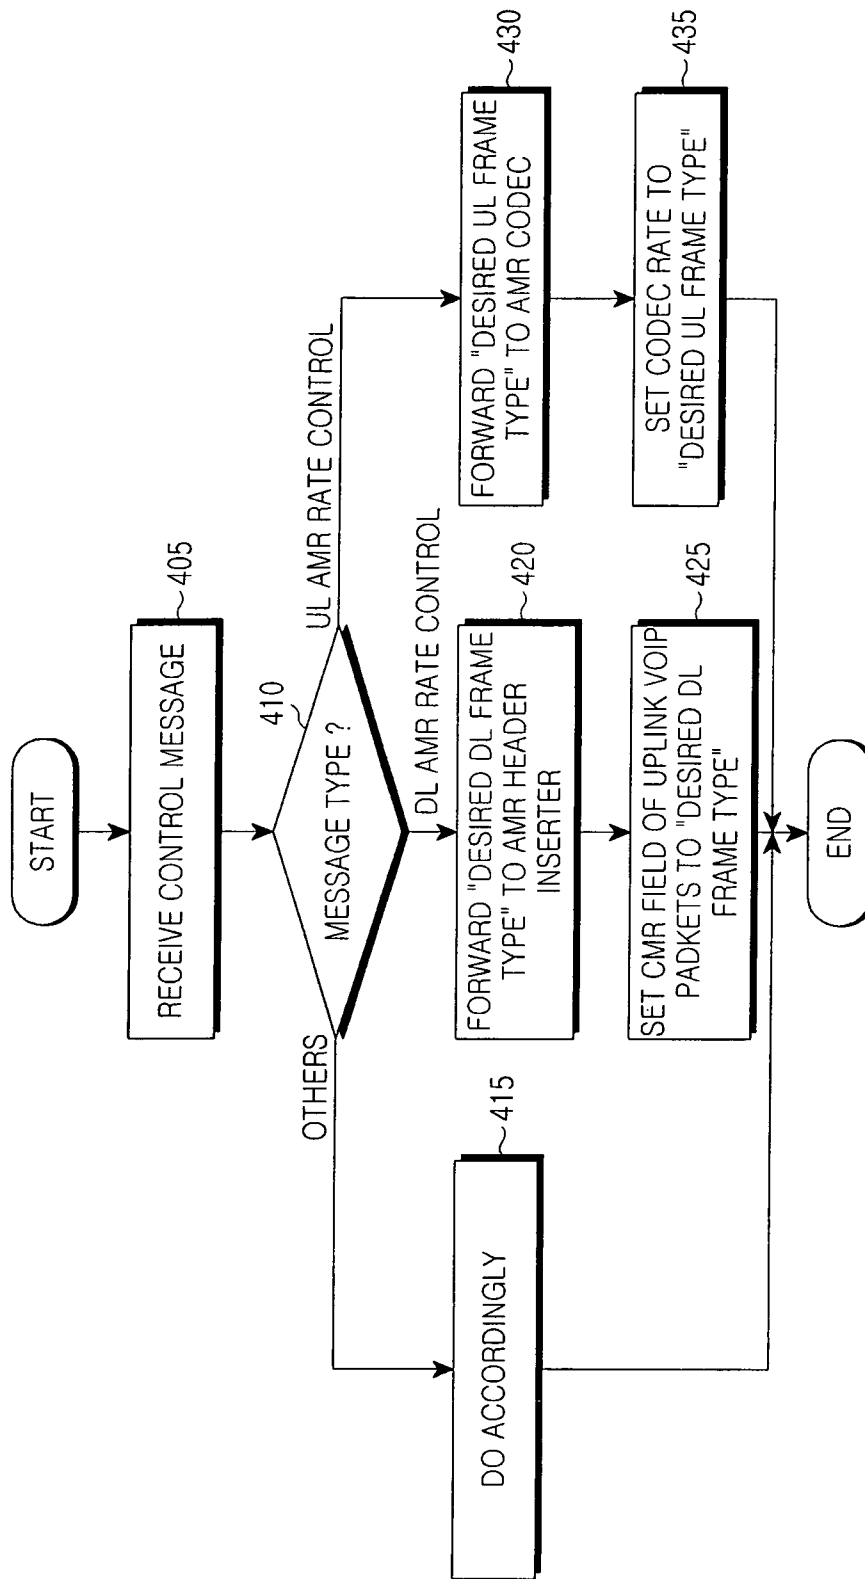 START
RECEIVE CONTROL MESSAGE
405
410
MESSAGE TYPE ?
OTHERS
DL AMR RATE CONTROL
UL AMR RATE CONTROL
DO ACCORDINGLY
415
FORWARD "DESIRED DL FRAME
TYPE" TO AMR HEADER
INSERTER
420
FORWARD "DESIRED UL FRAME
TYPE" TO AMR CODEC
430
SET CMR FIELD OF UPLINK VOIP
PADKETS TO "DESIRED DL
FRAME TYPE"
425
SET CODEC RATE TO
"DESIRED UL FRAME TYPE"
435
END